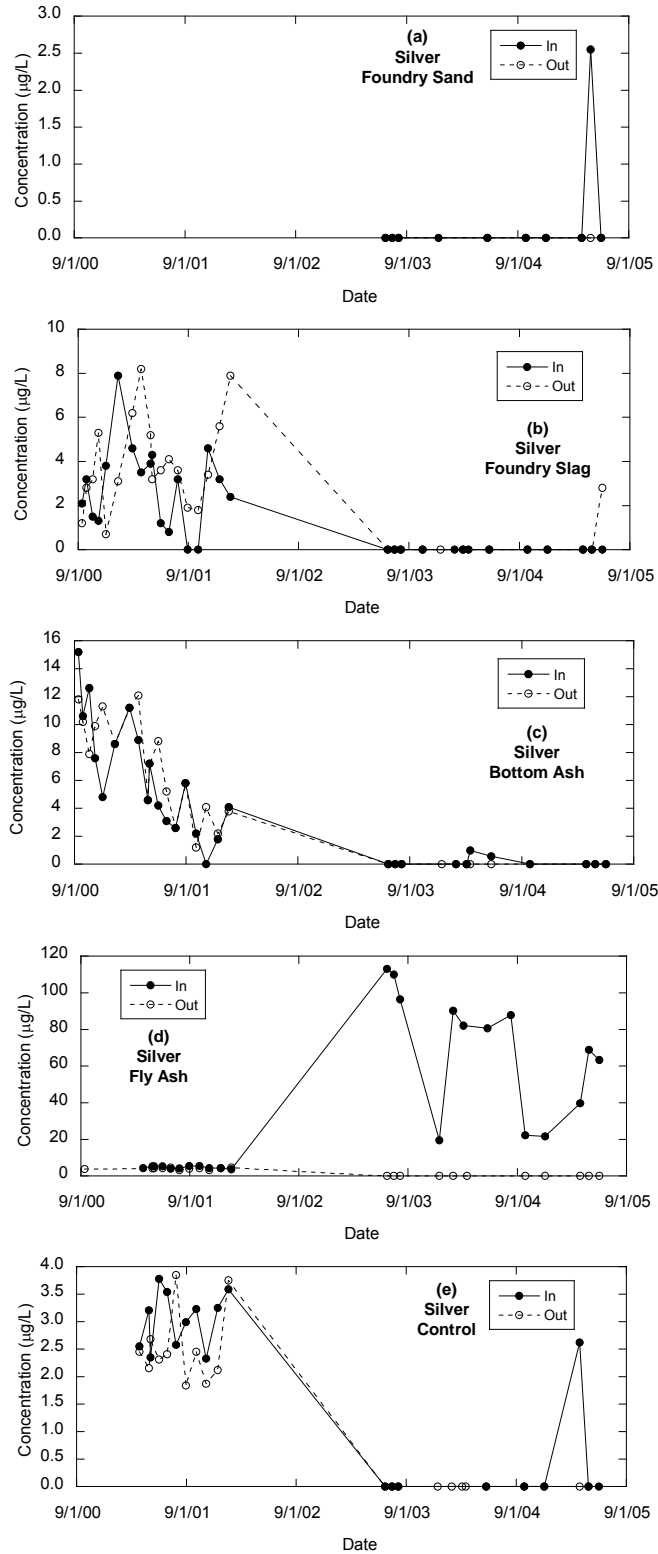 3.0
2.5
2.0
1.5
1.0
0.5
0.0
Concentration (µg/L)
(a)
Silver
Foundry Sand
In
Out
9/1/00 9/1/01 9/1/02 9/1/03 9/1/04 9/1/05
Date
10
8
6
4
2
0
Concentration (µg/L)
In
Out
(b)
Silver
Foundry Slag
9/1/00 9/1/01 9/1/02 9/1/03 9/1/04 9/1/05
Date
16
14
12
10
8
6
4
2
0
Concentration (µg/L)
In
Out
(c)
Silver
Bottom Ash
9/1/00 9/1/01 9/1/02 9/1/03 9/1/04 9/1/05
Date
120
100
80
60
40
20
0
Concentration (µg/L)
In
Out
(d)
Silver
Fly Ash
9/1/00 9/1/01 9/1/02 9/1/03 9/1/04 9/1/05
Date
4.0
3.5
3.0
2.5
2.0
1.5
1.0
0.5
0.0
Concentration (µg/L)
(e)
Silver
Control
In
Out
9/1/00 9/1/01 9/1/02 9/1/03 9/1/04 9/1/05
Date